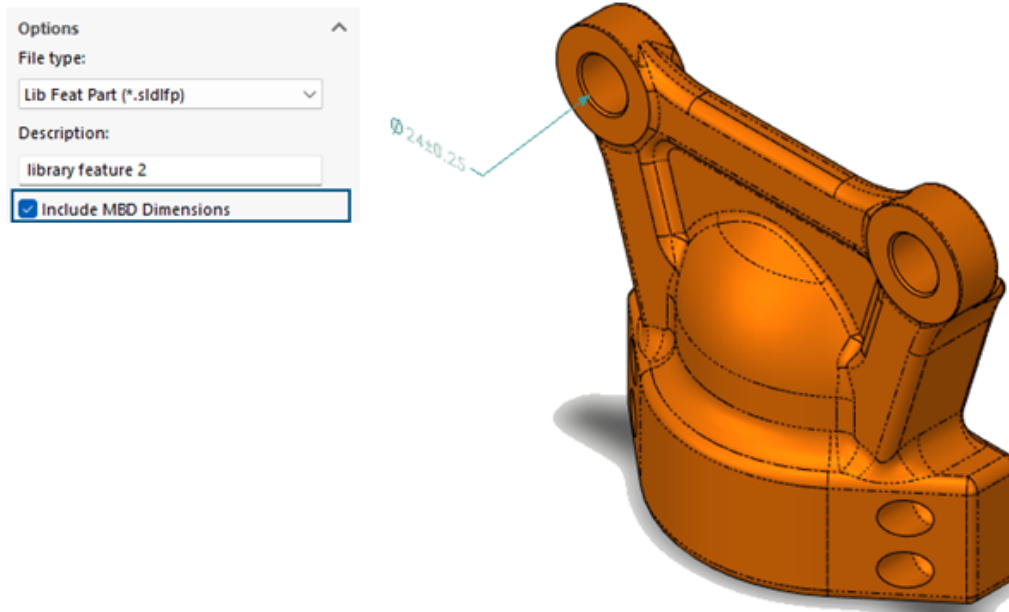 Options
File type:
Lib Feat Part (*.sldlfp)
Description:
library feature 2
Include MBD Dimensions
Ø24±0.25